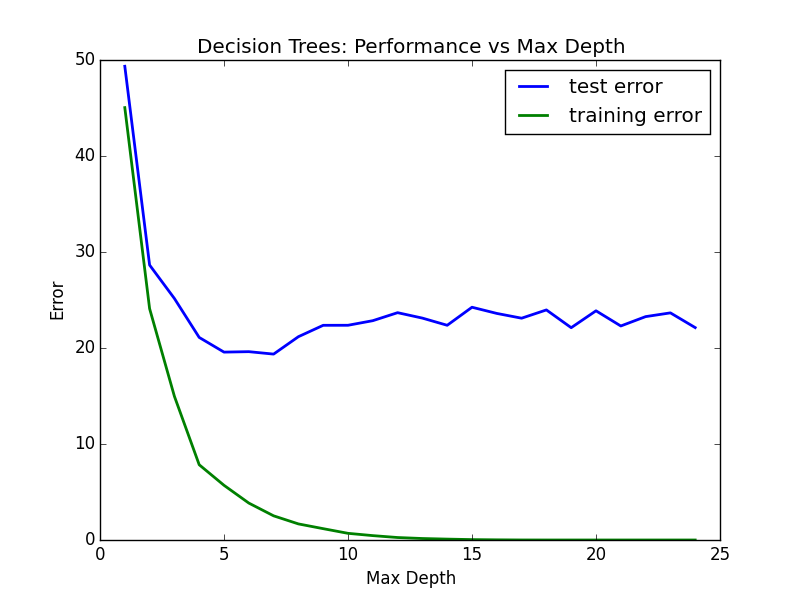 Decision Trees: Performance vs Max Depth
test error
training error
50
40
30
20
10
0
Error
0 5 10 15 20 25
Max Depth